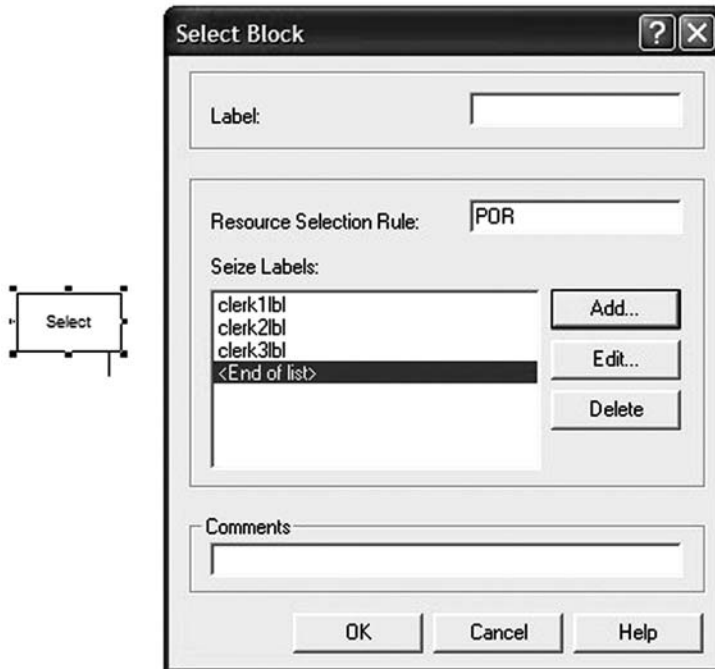 Select Block
Label:
Resource Selection Rule: POR
Seize Labels:
clerk1lbl
clerk2lbl
clerk3lbl
<End of list>
Add...
Edit...
Delete
Select
Comments
OK Cancel Help